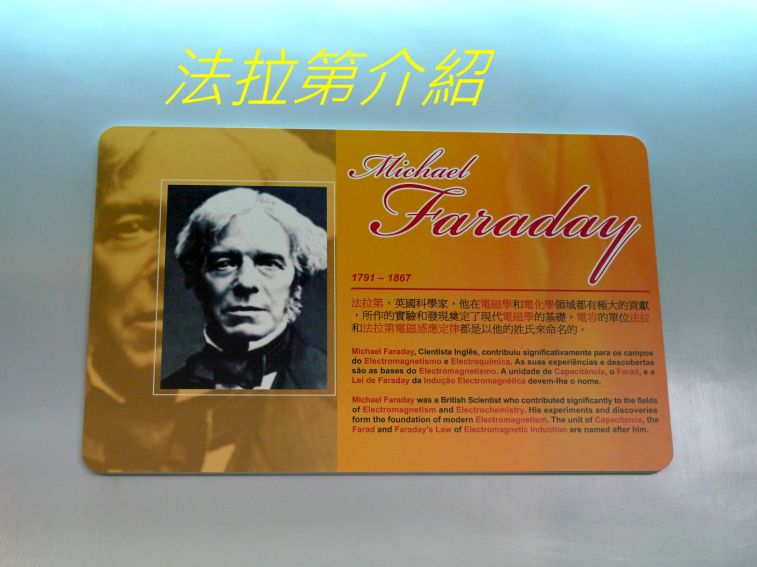 法拉第介紹
Michael
Faraday
1791 – 1867
法拉第，英國科學家，他在電磁學和電化學領域都有極大的貢獻
，所作的實驗和發現奠定了現代電磁學的基礎。電容的單位法拉
和法拉第電磁感應定律都是以他的姓氏來命名的。
Michael Faraday, Cientista Inglês, contribuiu significativamente para os campos
do Electromagnetismo e Electroquímica. As suas experiências e descobertas
são as bases do Electromagnetismo. A unidade de Capacitância, o Farad, e a
Lei de Faraday da Indução Electromagnética devem-lhe o nome.
Michael Faraday was a British Scientist who contributed significantly to the fields
of Electromagnetism and Electrochemistry. His experiments and discoveries
form the foundation of modern Electromagnetism. The unit of Capacitance, the
Farad and Faraday's Law of Electromagnetic Induction are named after him.